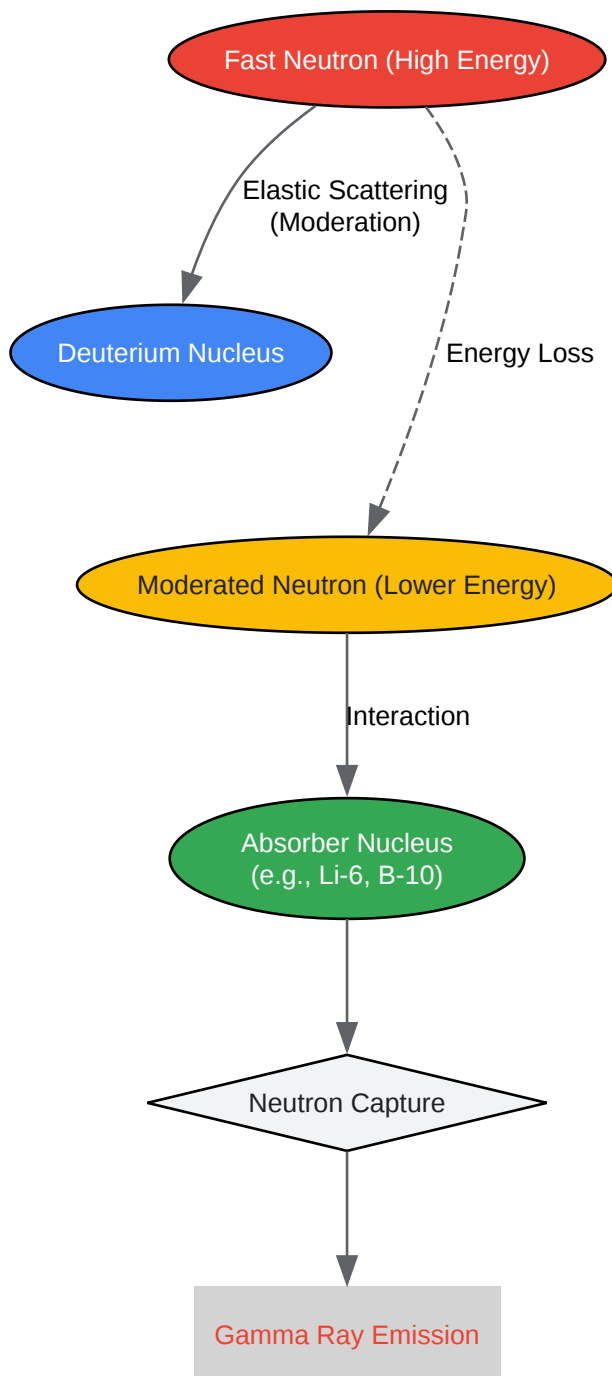 Fast Neutron (High Energy)
Elastic Scattering
(Moderation)
Deuterium Nucleus
Energy Loss
Moderated Neutron (Lower Energy)
Interaction
Absorber Nucleus
(e.g., Li-6, B-10)
Neutron Capture
Gamma Ray Emission